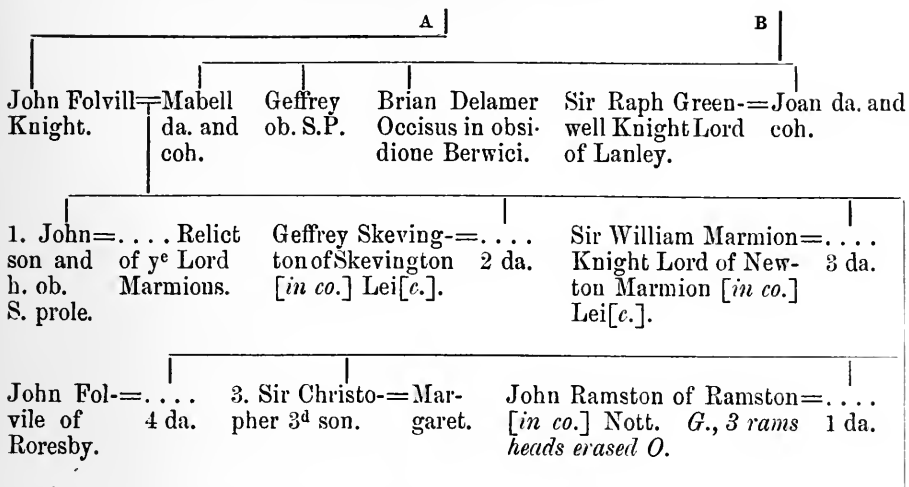 A B
John Folvill=Mabell Geffrey Brian Delamer Sir Raph Green-=Joan da. and
Knight. da. and ob. S.P. Occisus in obsi- well Knight Lord coh.
coh. dione Berwici. of Lanley.
1. John=. . . . Relict Geffrey Skeving-=. . . . Sir William Marmion=. . . .
son and of yᵉ Lord ton of Skevington 2 da. Knight Lord of New- 3 da.
h. ob. Marmions. [in co.] Lei[c.]. ton Marmion [in co.]
S. prole. Lei[c.].
John Fol-=. . . . 3. Sir Christo-=Mar- John Ramston of Ramston=. . . .
vile of 4 da. pher 3ᵈ son. garet. [in co.] Nott. G., 3 rams 1 da.
Roresby. heads erased O.